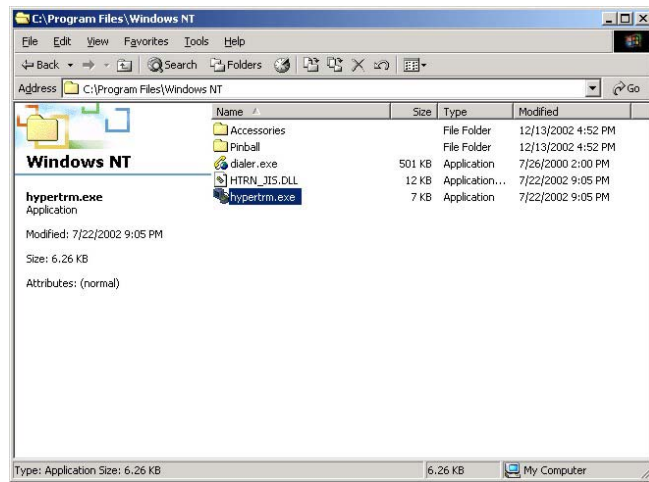 C:\Program Files\Windows NT
File Edit View Favorites Tools Help
Back Search Folders
Address C:\Program Files\Windows NT Go
Name Size Type Modified
Accessories File Folder 12/13/2002 4:52 PM
Pinball File Folder 12/13/2002 4:52 PM
dialer.exe 501 KB Application 7/26/2000 2:00 PM
HTRN_JIS.DLL 12 KB Application... 7/22/2002 9:05 PM
hypertrm.exe 7 KB Application 7/22/2002 9:05 PM
Windows NT
hypertrm.exe
Application
Modified: 7/22/2002 9:05 PM
Size: 6.26 KB
Attributes: (normal)
Type: Application Size: 6.26 KB 6.26 KB My Computer